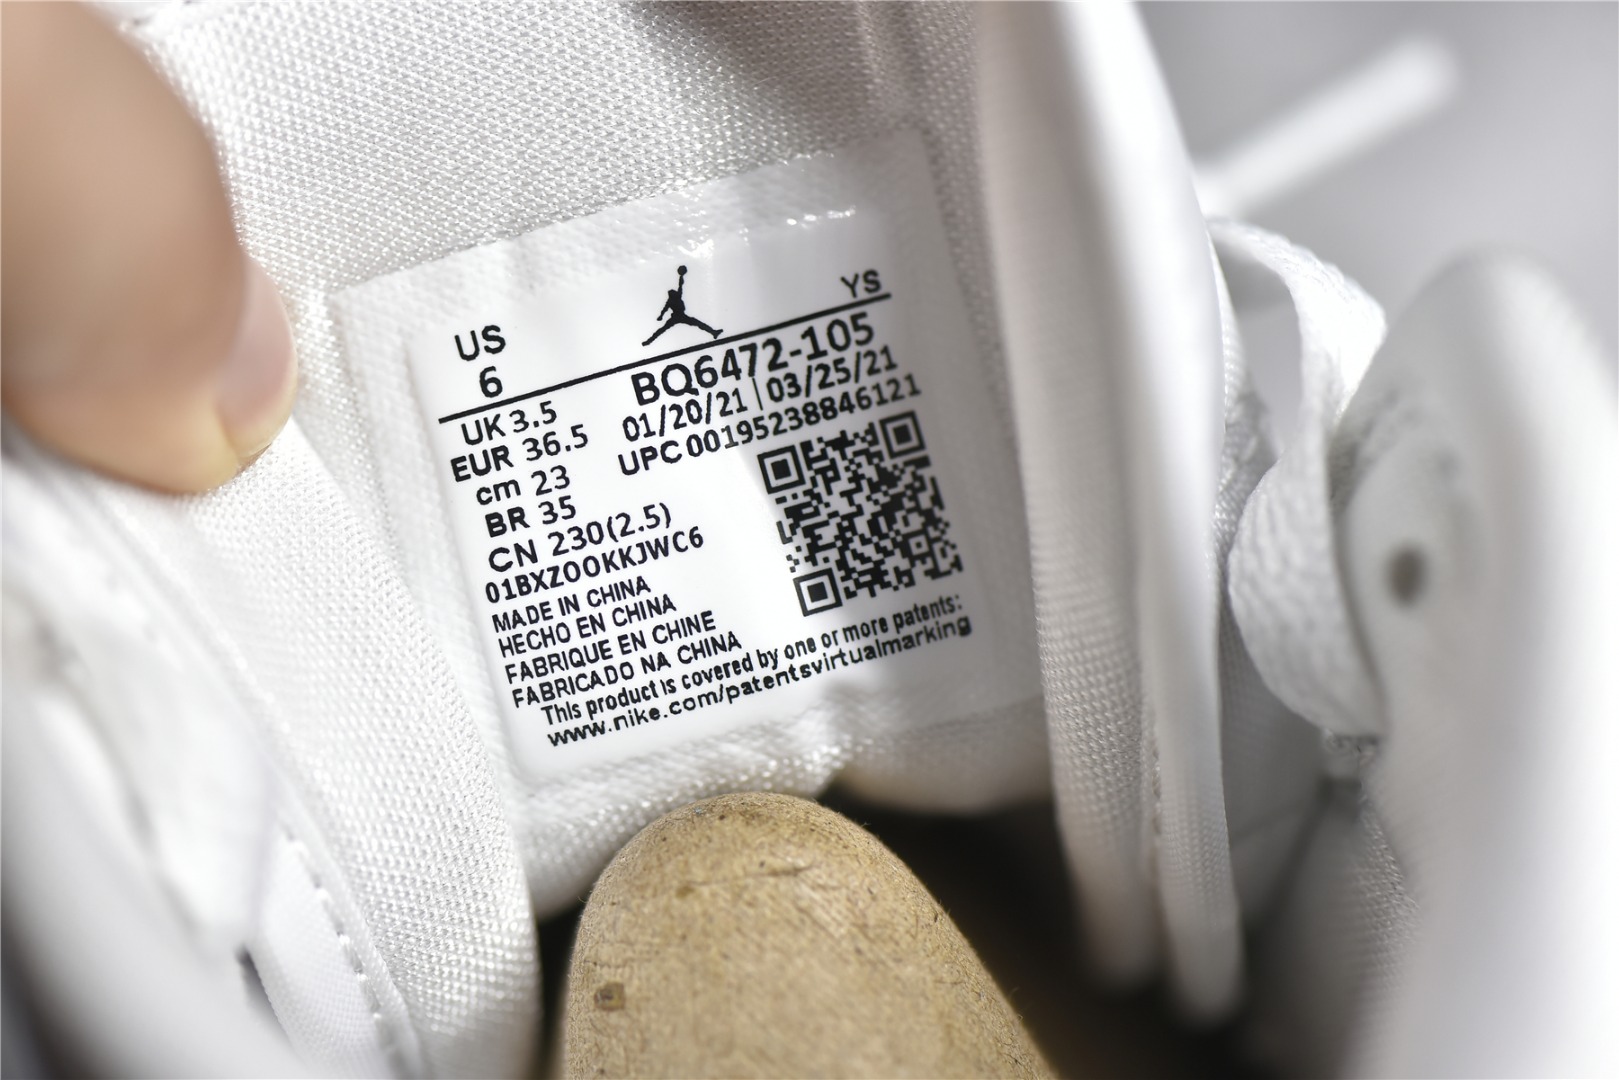 US YS
6 BQ6472-105
UK 3.5 01/20/21 | 03/25/21
EUR 36.5 UPC 00195238846121
cm 23
BR 35
CN 230(2.5)
01BXZOOKKJWC6
MADE IN CHINA
HECHO EN CHINA
FABRIQUE EN CHINE
FABRICADO NA CHINA
This product is covered by one or more patents:
www.nike.com/patentsvirtualmarking